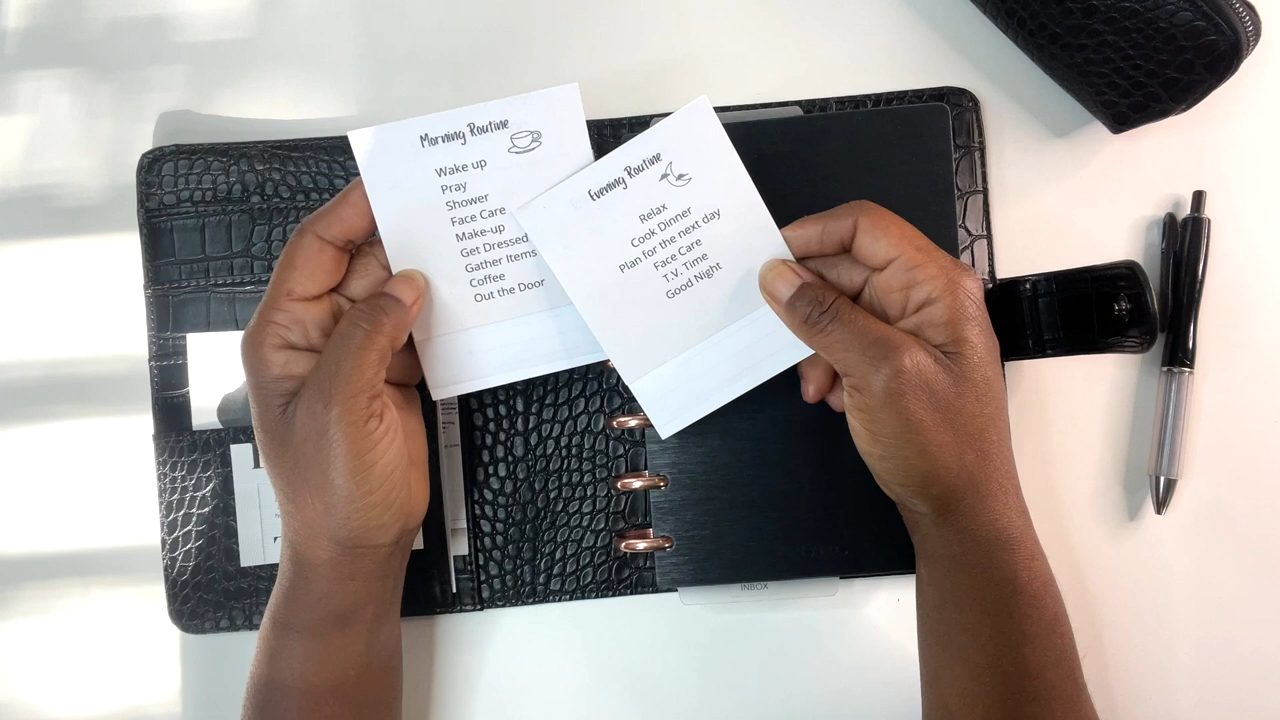 Morning Routine
Wake up
Pray
Shower
Face Care
Make-up
Get Dressed
Gather Items
Coffee
Out the Door
Evening Routine
Relax
Cook Dinner
Plan for the next day
Face Care
T.V. Time
Good Night
INBOX